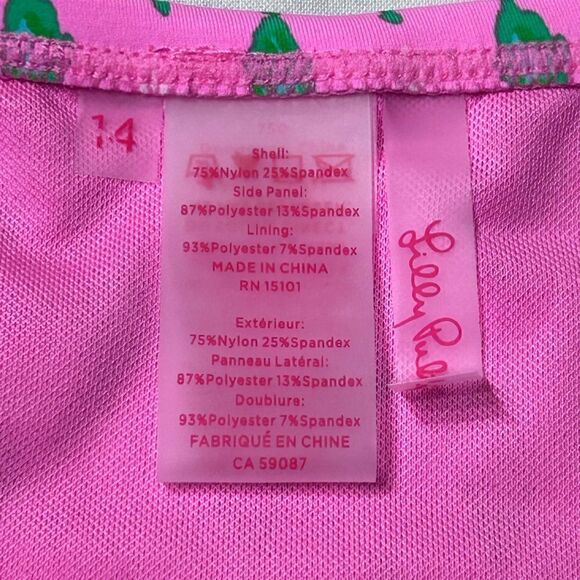 14
Shell:
75%Nylon 25%Spandex
Side Panel:
87%Polyester 13%Spandex
Lining:
93%Polyester 7%Spandex
MADE IN CHINA
RN 15101
Extérieur:
75%Nylon 25%Spandex
Panneau Latéral:
87%Polyester 13%Spandex
Doublure:
93%Polyester 7%Spandex
FABRIQUÉ EN CHINE
CA 59087
Lilly Pul